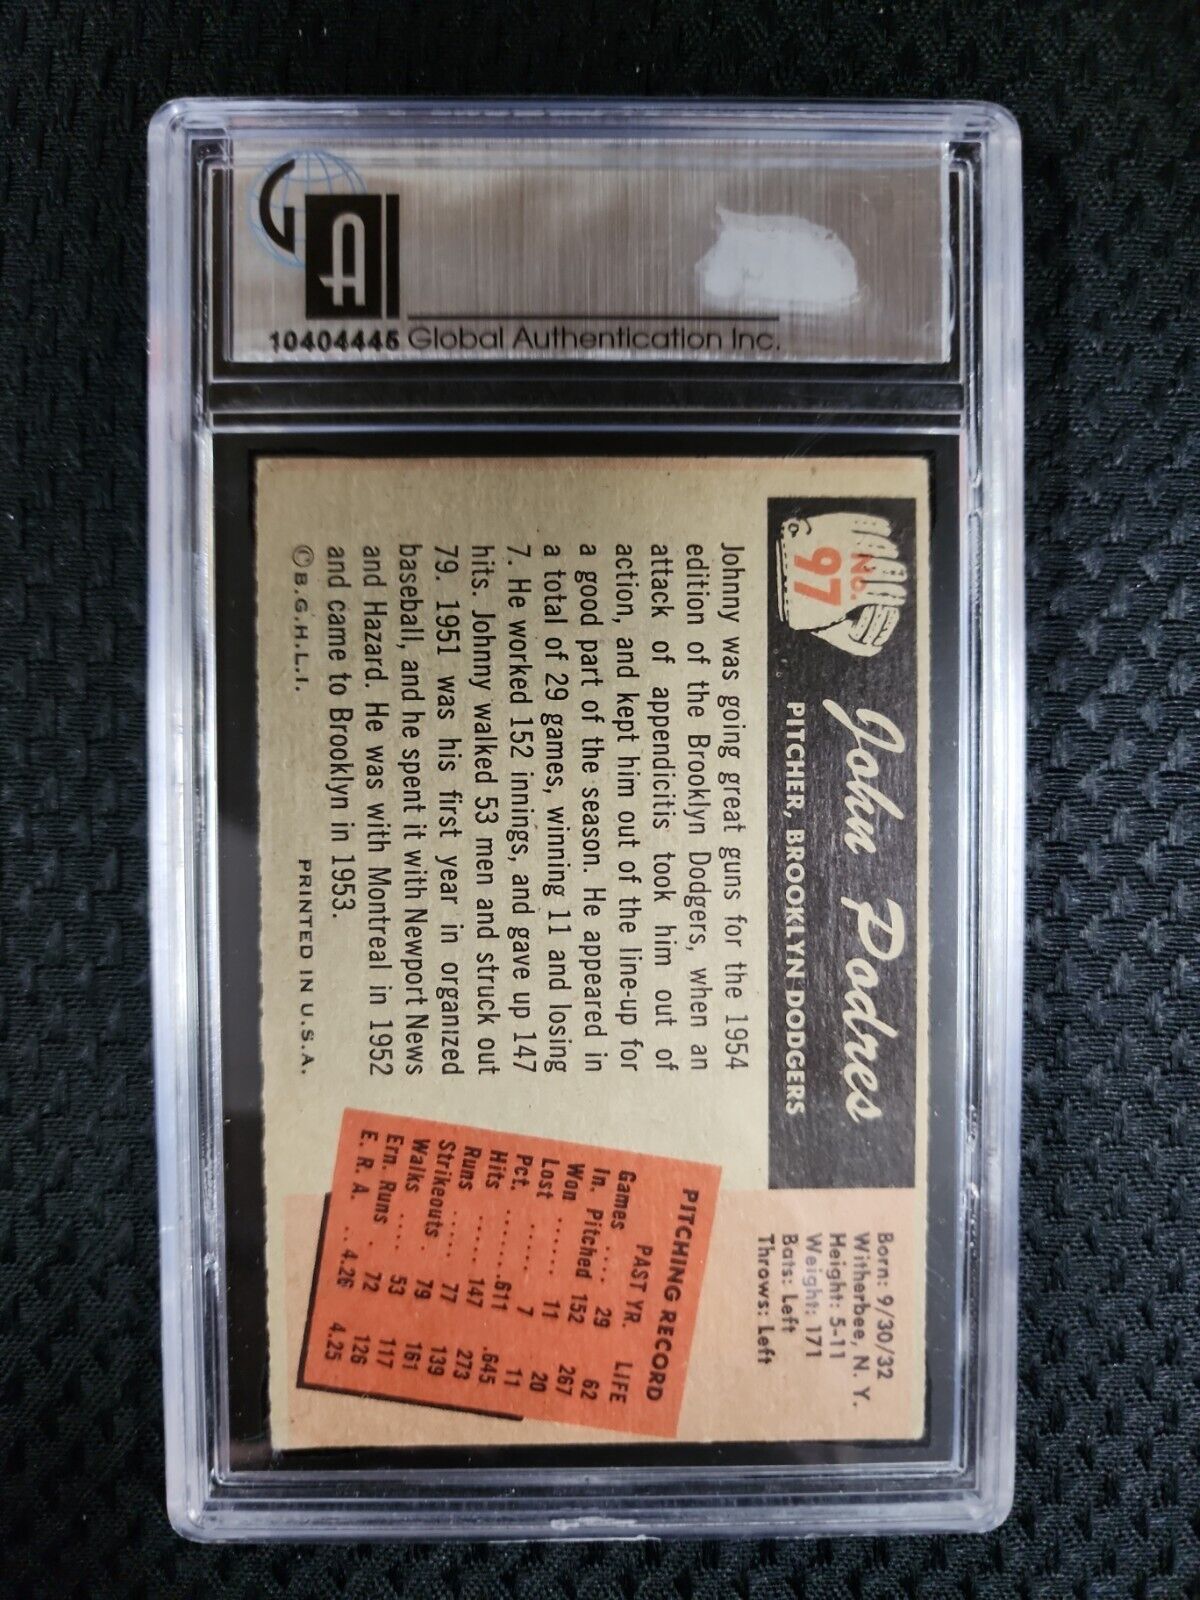 GA
10404445 Global Authentication Inc.
No.
97
John Podres
PITCHER, BROOKLYN DODGERS
Born: 9/30/32
Witherbee, N. Y.
Height: 5-11
Weight: 171
Bats: Left
Throws: Left
Johnny was going great guns for the 1954
edition of the Brooklyn Dodgers, when an
attack of appendicitis took him out of
action, and kept him out of the line-up for
a good part of the season. He appeared in
a total of 29 games, winning 11 and losing
7. He worked 152 innings, and gave up 147
hits. Johnny walked 53 men and struck out
79. 1951 was his first year in organized
baseball, and he spent it with Newport News
and Hazard. He was with Montreal in 1952
and came to Brooklyn in 1953.
©B.G.H.L.I. PRINTED IN U.S.A.
PITCHING RECORD
PAST YR. LIFE
Games .... 29 62
In. Pitched 152 267
Won ..... 11 20
Lost ..... 7 11
Pct. ....... .611 .645
Hits ...... 147 273
Runs ..... 77 139
Strikeouts . 79 161
Walks .... 53 117
Ern. Runs . 72 126
E. R. A. .. 4.26 4.25